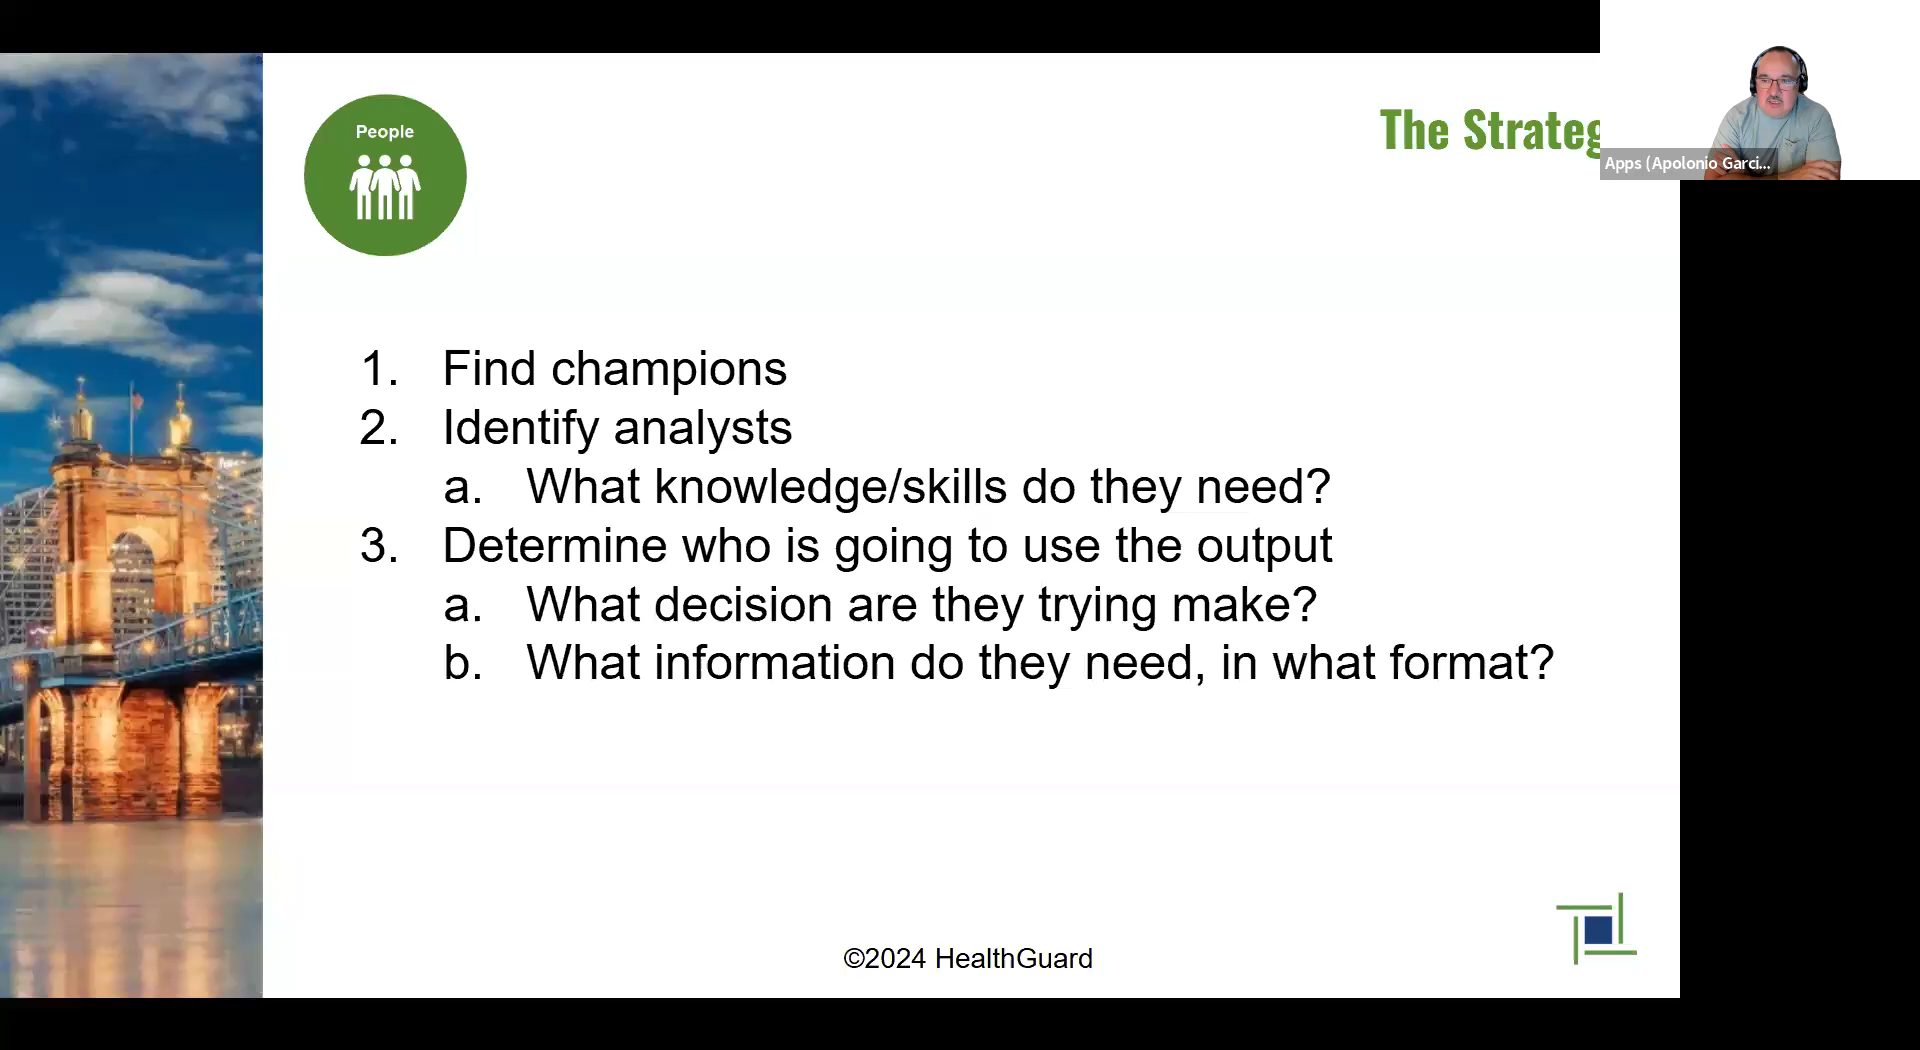 People
The Strateg
Apps (Apolonio Garci...
1. Find champions
2. Identify analysts
a. What knowledge/skills do they need?
3. Determine who is going to use the output
a. What decision are they trying make?
b. What information do they need, in what format?
©2024 HealthGuard